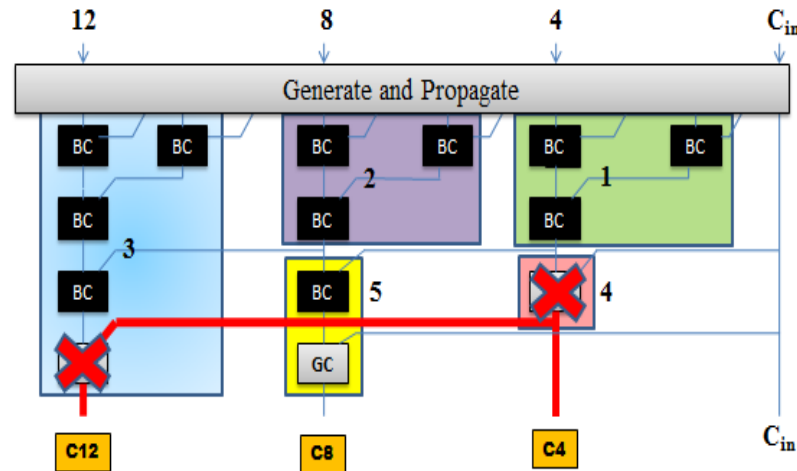 12 8 4 Cin
Generate and Propagate
BC BC BC BC BC BC
2 1
BC BC BC
3
BC BC 5 4
GC
C12 C8 C4 Cin